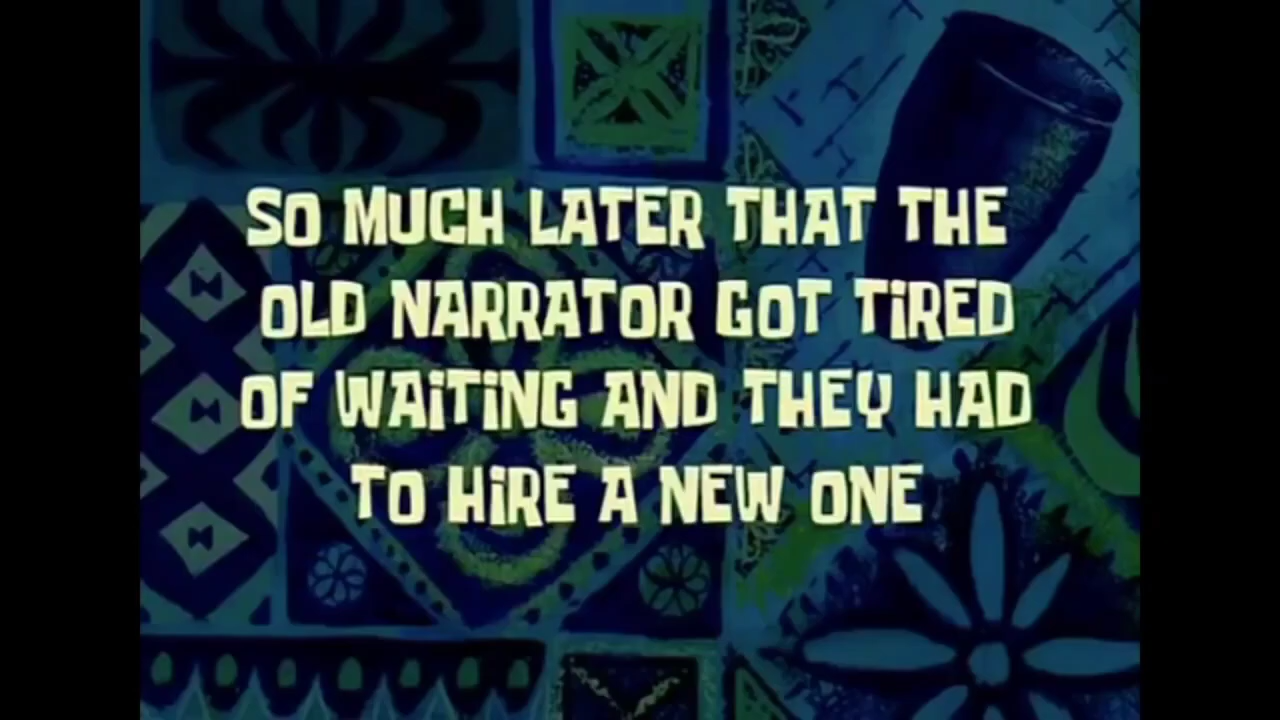 SO MUCH LATER THAT THE
OLD NARRATOR GOT TiRED
OF WAiTiNG AND THEY HAD
TO HiRE A NEW ONE